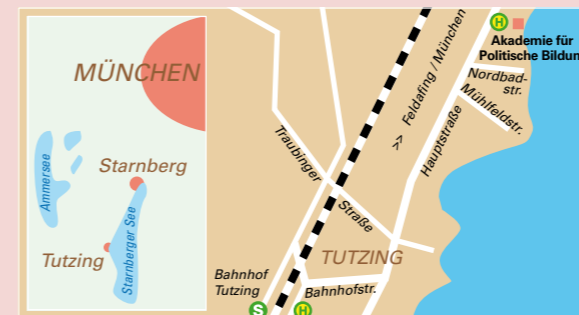 MÜNCHEN
Ammersee
Starnberg
Starnberger See
Tutzing
H
Akademie für
Politische Bildun
Nordbad-
str.
Mühlfeldstr.
>> Feldafing / München
Hauptstraße
Traubinger
Straße
TUTZING
Bahnhof
Tutzing
Bahnhofstr.
S
H